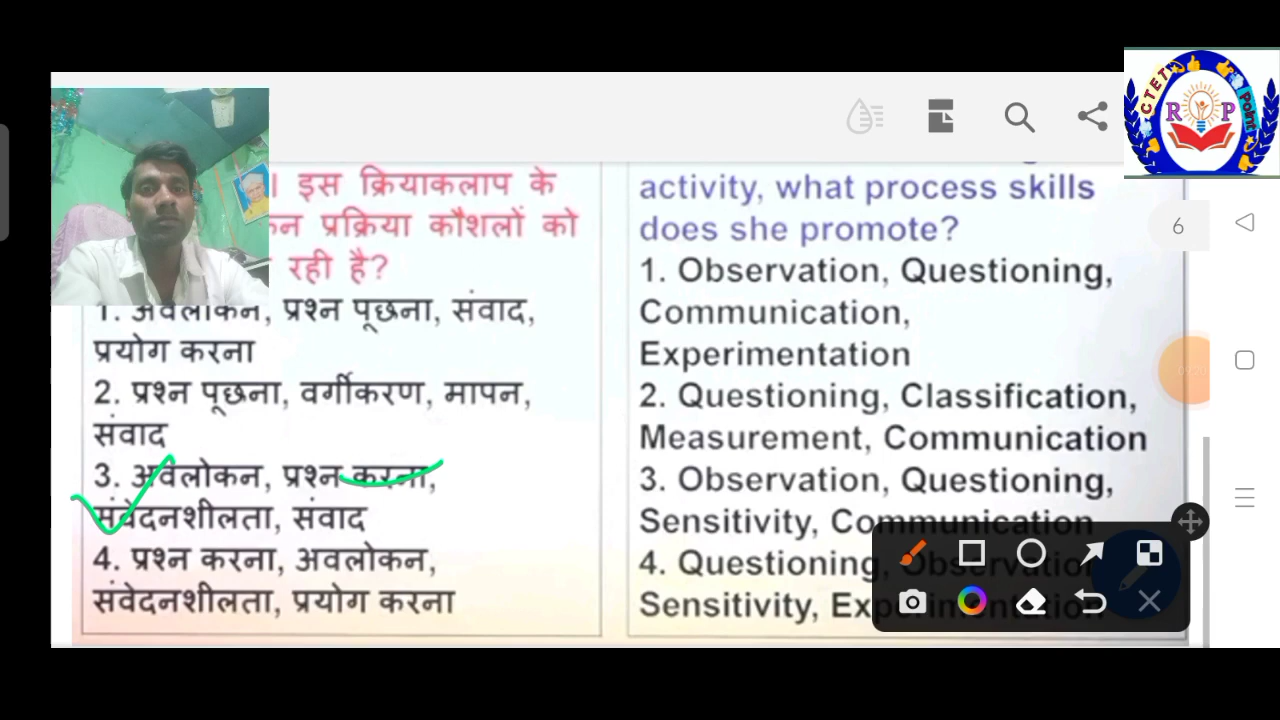 CTET Point
R P
। इस क्रियाकलाप के
प्रक्रिया कौशलों को
रही है?
1. अवलोकन, प्रश्न पूछना, संवाद,
प्रयोग करना
2. प्रश्न पूछना, वर्गीकरण, मापन,
संवाद
3. अवलोकन, प्रश्न करना,
संवेदनशीलता, संवाद
4. प्रश्न करना, अवलोकन,
संवेदनशीलता, प्रयोग करना
activity, what process skills
does she promote?
1. Observation, Questioning,
Communication,
Experimentation
2. Questioning, Classification,
Measurement, Communication
3. Observation, Questioning,
Sensitivity, Communication
4. Questioning, Observation
Sensitivity, Experimentation
6